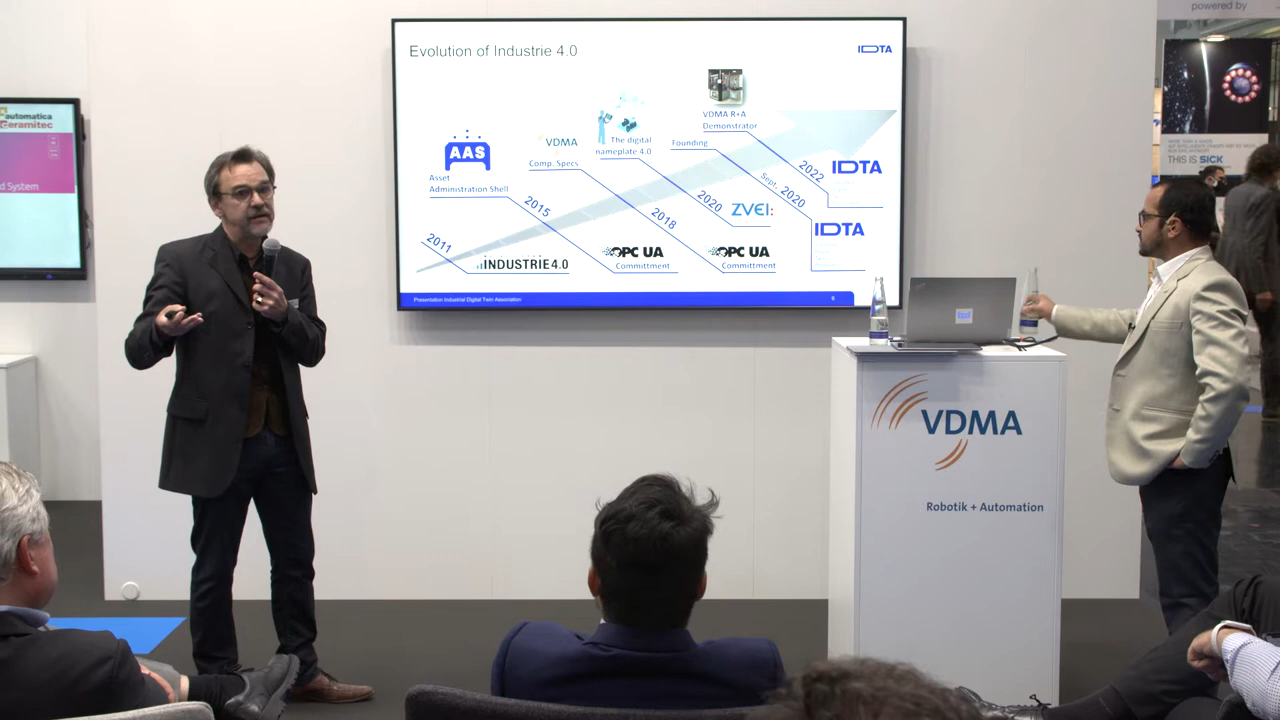 powered by
automatica
ceramitec
d System
Evolution of Industrie 4.0
IDTA
VDMA R+A
Demonstrator
The digital
nameplate 4.0
Founding
VDMA
Comp. Specs
AAS
Asset
Administration Shell
2022
IDTA
Sept. 2020
2020
ZVEI:
IDTA
2018
2015
2011
INDUSTRIE4.0
OPC UA
Committment
OPC UA
Committment
Presentation Industrial Digital Twin Association
6
THIS IS SICK
VDMA
Robotik + Automation